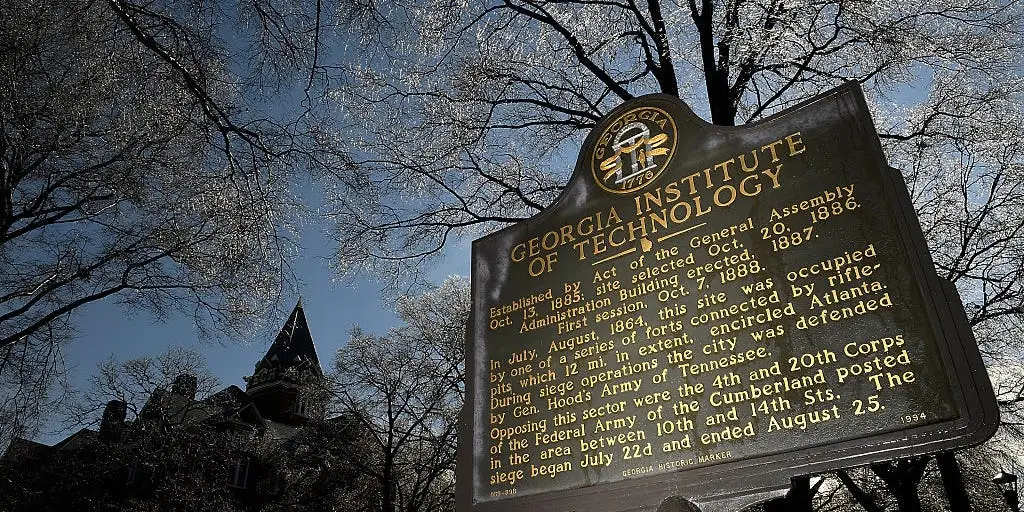 GEORGIA
1776
GEORGIA INSTITUTE
OF TECHNOLOGY
Established by Act of the General Assembly
Oct. 13, 1885; site selected Oct. 20, 1886.
Administration Building erected, 1887.
First session, Oct. 7, 1888.
In July, August, 1864, this site was occupied
by one of a series of forts connected by rifle-
pits which 12 mi. in extent, encircled Atlanta.
During siege operations the city was defended
by Gen. Hood's Army of Tennessee.
Opposing this sector were the 4th and 20th Corps
of the Federal Army of the Cumberland posted
in the area between 10th and 14th Sts. The
siege began July 22d and ended August 25.
GEORGIA HISTORIC MARKER
1954